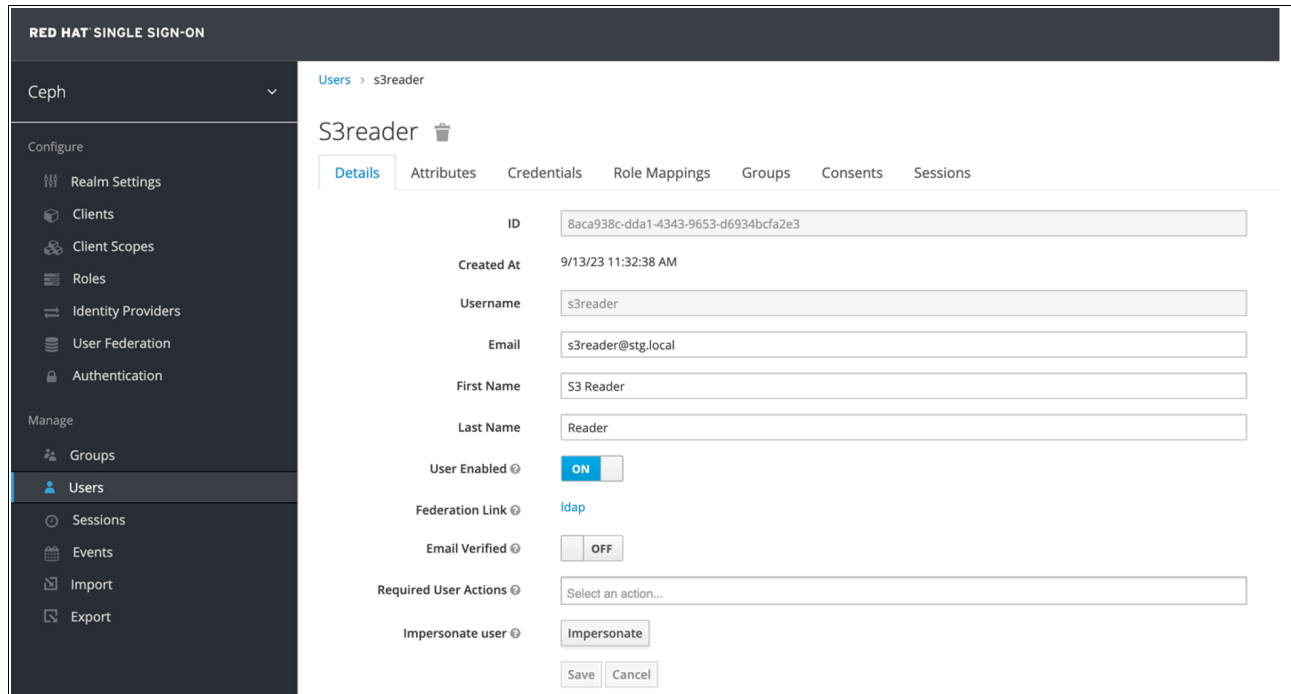 RED HAT SINGLE SIGN-ON
Ceph
Configure
Realm Settings
Clients
Client Scopes
Roles
Identity Providers
User Federation
Authentication
Manage
Groups
Users
Sessions
Events
Import
Export
Users > s3reader
S3reader
Details Attributes Credentials Role Mappings Groups Consents Sessions
ID 8aca938c-dda1-4343-9653-d6934bcfa2e3
Created At 9/13/23 11:32:38 AM
Username s3reader
Email s3reader@stg.local
First Name S3 Reader
Last Name Reader
User Enabled ON
Federation Link ldap
Email Verified OFF
Required User Actions Select an action...
Impersonate user Impersonate
Save Cancel